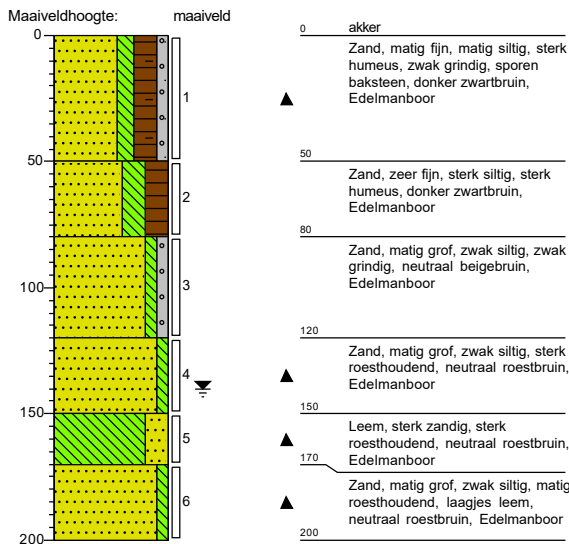 Maaiveldhoogte: maaiveld
0
50
100
150
200
1
2
3
4
5
6
0 akker
Zand, matig fijn, matig siltig, sterk
humeus, zwak grindig, sporen
baksteen, donker zwartbruin,
Edelmanboor
50
Zand, zeer fijn, sterk siltig, sterk
humeus, donker zwartbruin,
Edelmanboor
80
Zand, matig grof, zwak siltig, zwak
grindig, neutraal beigebruin,
Edelmanboor
120
Zand, matig grof, zwak siltig, sterk
roesthoudend, neutraal roestbruin,
Edelmanboor
150
Leem, sterk zandig, sterk
roesthoudend, neutraal roestbruin,
Edelmanboor
170
Zand, matig grof, zwak siltig, matig
roesthoudend, laagjes leem,
neutraal roestbruin, Edelmanboor
200